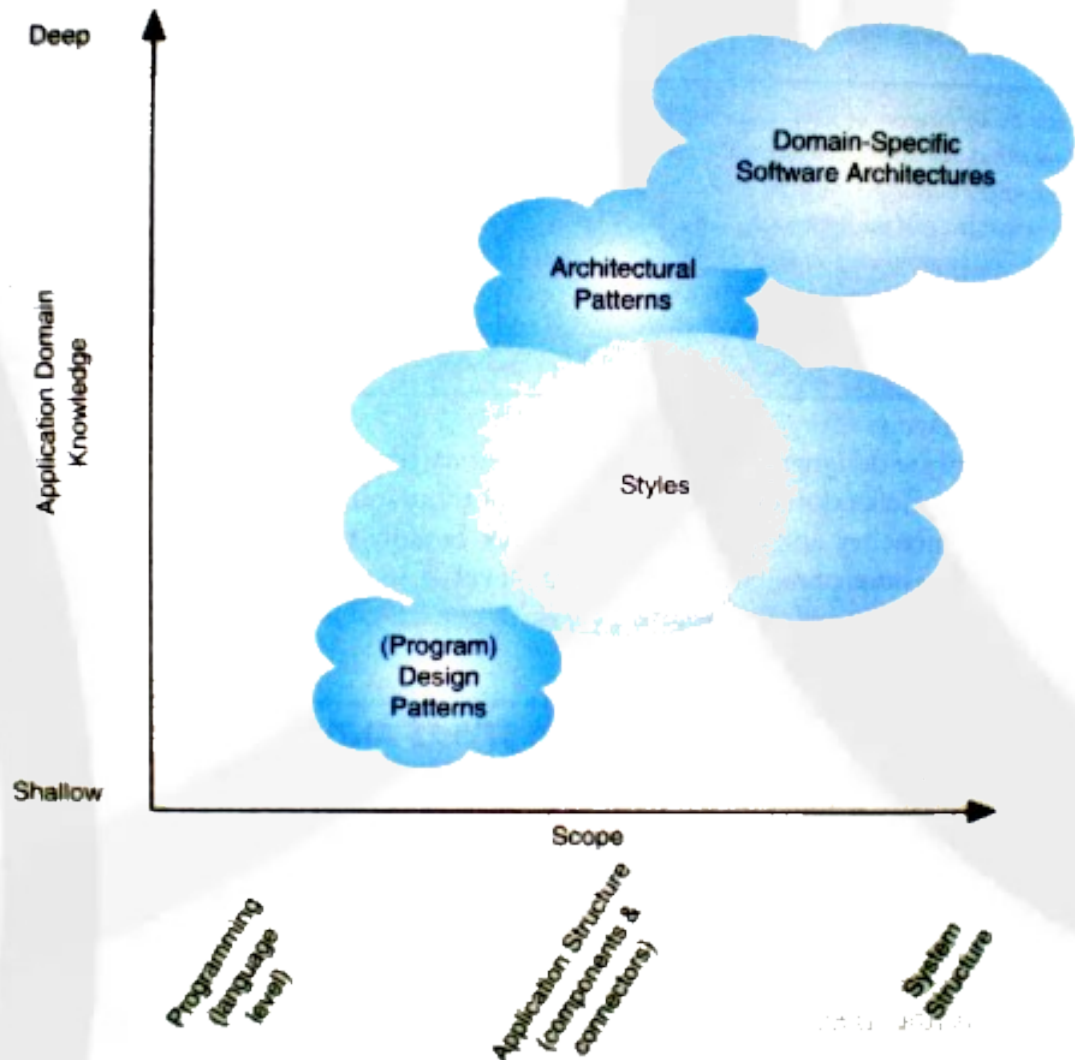 Deep
Domain-Specific
Software Architectures
Architectural
Patterns
Application Domain
Knowledge
Styles
(Program)
Design
Patterns
Shallow
Scope
Programming
(language
level)
Application Structure
(components &
connectors)
System
Structure